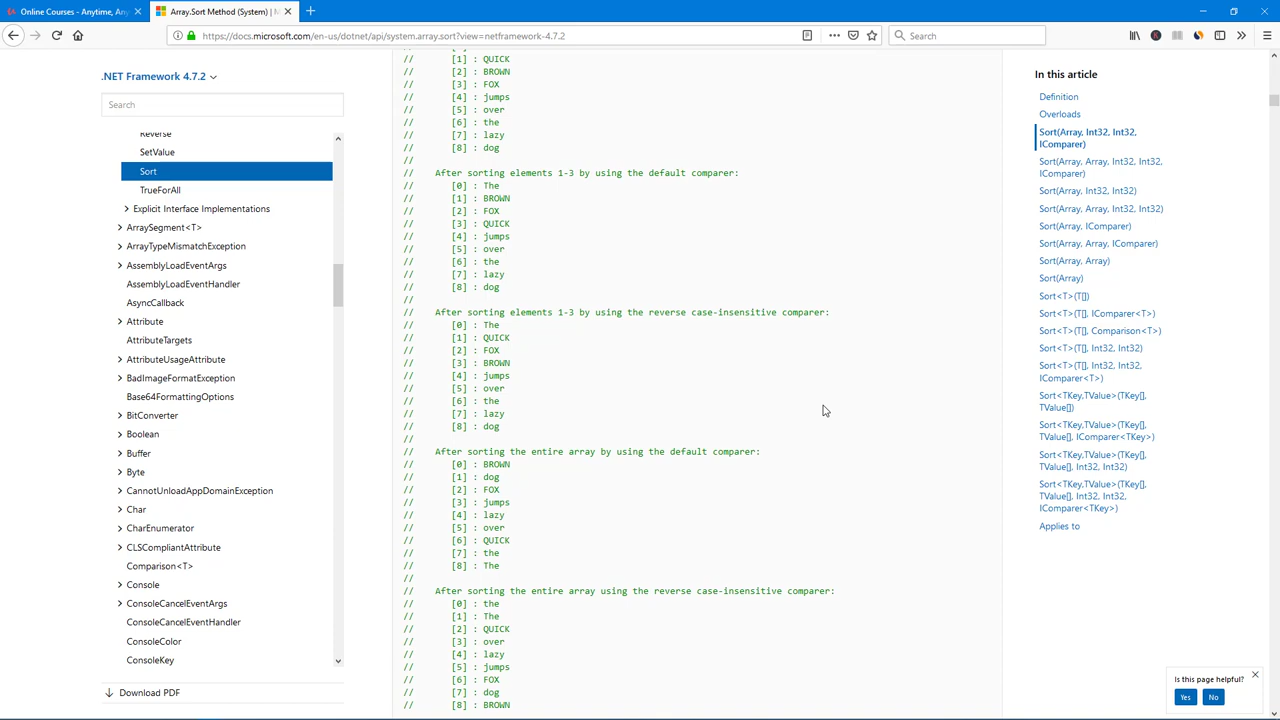 Online Courses - Anytime, Any
Array.Sort Method (System) | M
https://docs.microsoft.com/en-us/dotnet/api/system.array.sort?view=netframework-4.7.2
Search
.NET Framework 4.7.2
Search
Reverse
SetValue
Sort
TrueForAll
Explicit Interface Implementations
ArraySegment<T>
ArrayTypeMismatchException
AssemblyLoadEventArgs
AssemblyLoadEventHandler
AsyncCallback
Attribute
AttributeTargets
AttributeUsageAttribute
BadImageFormatException
Base64FormattingOptions
BitConverter
Boolean
Buffer
Byte
CannotUnloadAppDomainException
Char
CharEnumerator
CLSCompliantAttribute
Comparison<T>
Console
ConsoleCancelEventArgs
ConsoleCancelEventHandler
ConsoleColor
ConsoleKey
Download PDF
// [1] : QUICK
// [2] : BROWN
// [3] : FOX
// [4] : jumps
// [5] : over
// [6] : the
// [7] : lazy
// [8] : dog
//
// After sorting elements 1-3 by using the default comparer:
// [0] : The
// [1] : BROWN
// [2] : FOX
// [3] : QUICK
// [4] : jumps
// [5] : over
// [6] : the
// [7] : lazy
// [8] : dog
//
// After sorting elements 1-3 by using the reverse case-insensitive comparer:
// [0] : The
// [1] : QUICK
// [2] : FOX
// [3] : BROWN
// [4] : jumps
// [5] : over
// [6] : the
// [7] : lazy
// [8] : dog
//
// After sorting the entire array by using the default comparer:
// [0] : BROWN
// [1] : dog
// [2] : FOX
// [3] : jumps
// [4] : lazy
// [5] : over
// [6] : QUICK
// [7] : the
// [8] : The
//
// After sorting the entire array using the reverse case-insensitive comparer:
// [0] : the
// [1] : The
// [2] : QUICK
// [3] : over
// [4] : lazy
// [5] : jumps
// [6] : FOX
// [7] : dog
// [8] : BROWN
In this article
Definition
Overloads
Sort(Array, Int32, Int32,
IComparer)
Sort(Array, Array, Int32, Int32,
IComparer)
Sort(Array, Int32, Int32)
Sort(Array, Array, Int32, Int32)
Sort(Array, IComparer)
Sort(Array, Array, IComparer)
Sort(Array, Array)
Sort(Array)
Sort<T>(T[])
Sort<T>(T[], IComparer<T>)
Sort<T>(T[], Comparison<T>)
Sort<T>(T[], Int32, Int32)
Sort<T>(T[], Int32, Int32,
IComparer<T>)
Sort<TKey,TValue>(TKey[],
TValue[])
Sort<TKey,TValue>(TKey[],
TValue[], IComparer<TKey>)
Sort<TKey,TValue>(TKey[],
TValue[], Int32, Int32)
Sort<TKey,TValue>(TKey[],
TValue[], Int32, Int32,
IComparer<TKey>)
Applies to
Is this page helpful?
Yes
No